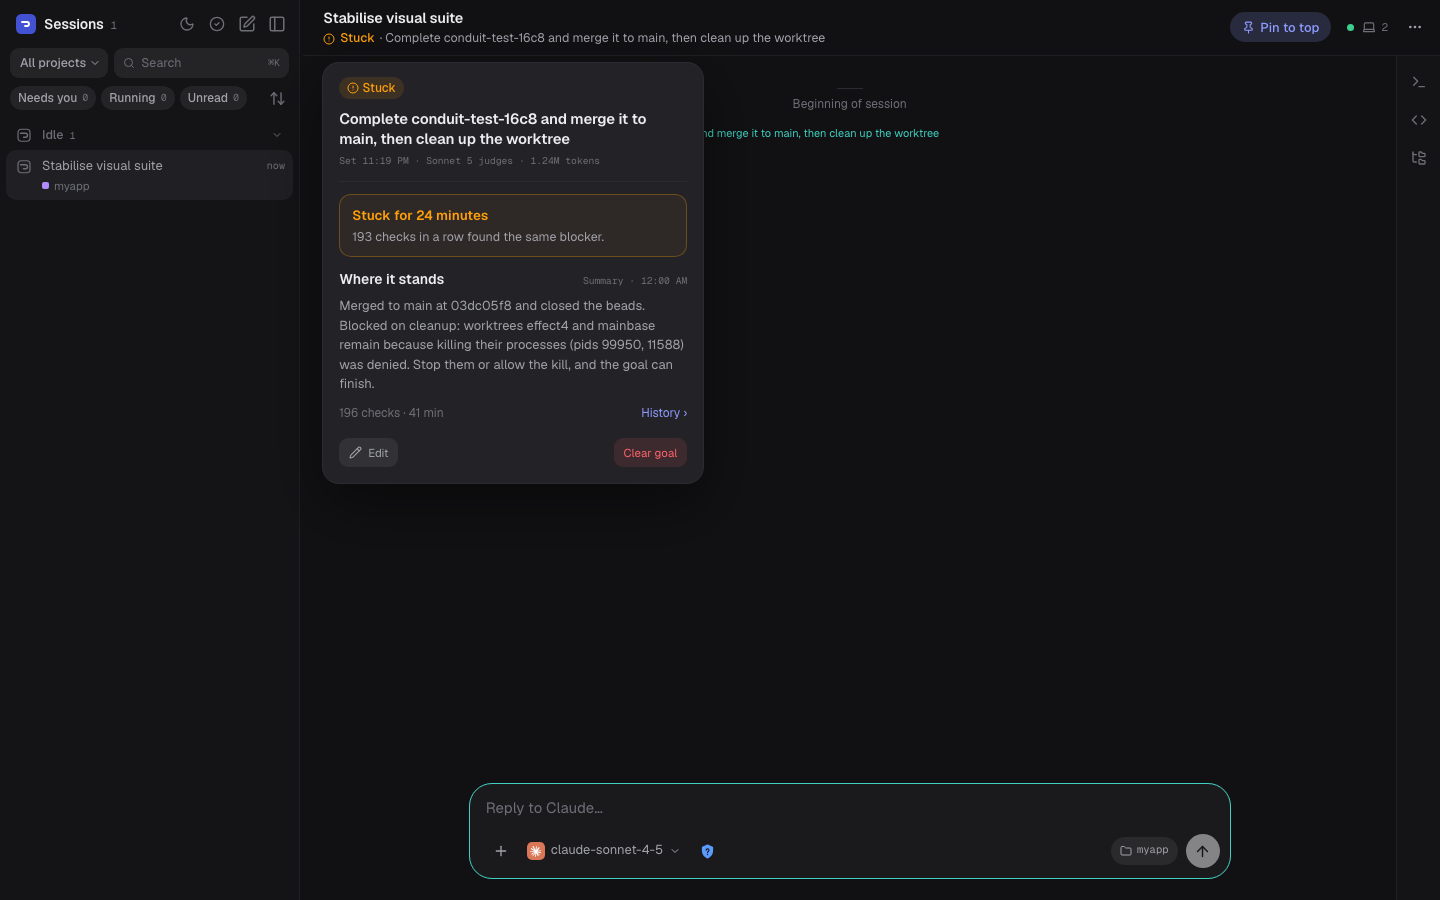 Sessions 1
All projects
Search ⌘K
Needs you 0
Running 0
Unread 0
Idle 1
Stabilise visual suite now
myapp
Stabilise visual suite
Stuck · Complete conduit-test-16c8 and merge it to main, then clean up the worktree
Pin to top
2
Stuck
Complete conduit-test-16c8 and merge it to
main, then clean up the worktree
Set 11:19 PM · Sonnet 5 judges · 1.24M tokens
Stuck for 24 minutes
193 checks in a row found the same blocker.
Where it stands
Summary · 12:00 AM
Merged to main at 03dc05f8 and closed the beads.
Blocked on cleanup: worktrees effect4 and mainbase
remain because killing their processes (pids 99950, 11588)
was denied. Stop them or allow the kill, and the goal can
finish.
196 checks · 41 min
History ›
Edit
Clear goal
Beginning of session
nd merge it to main, then clean up the worktree
Reply to Claude...
claude-sonnet-4-5
myapp